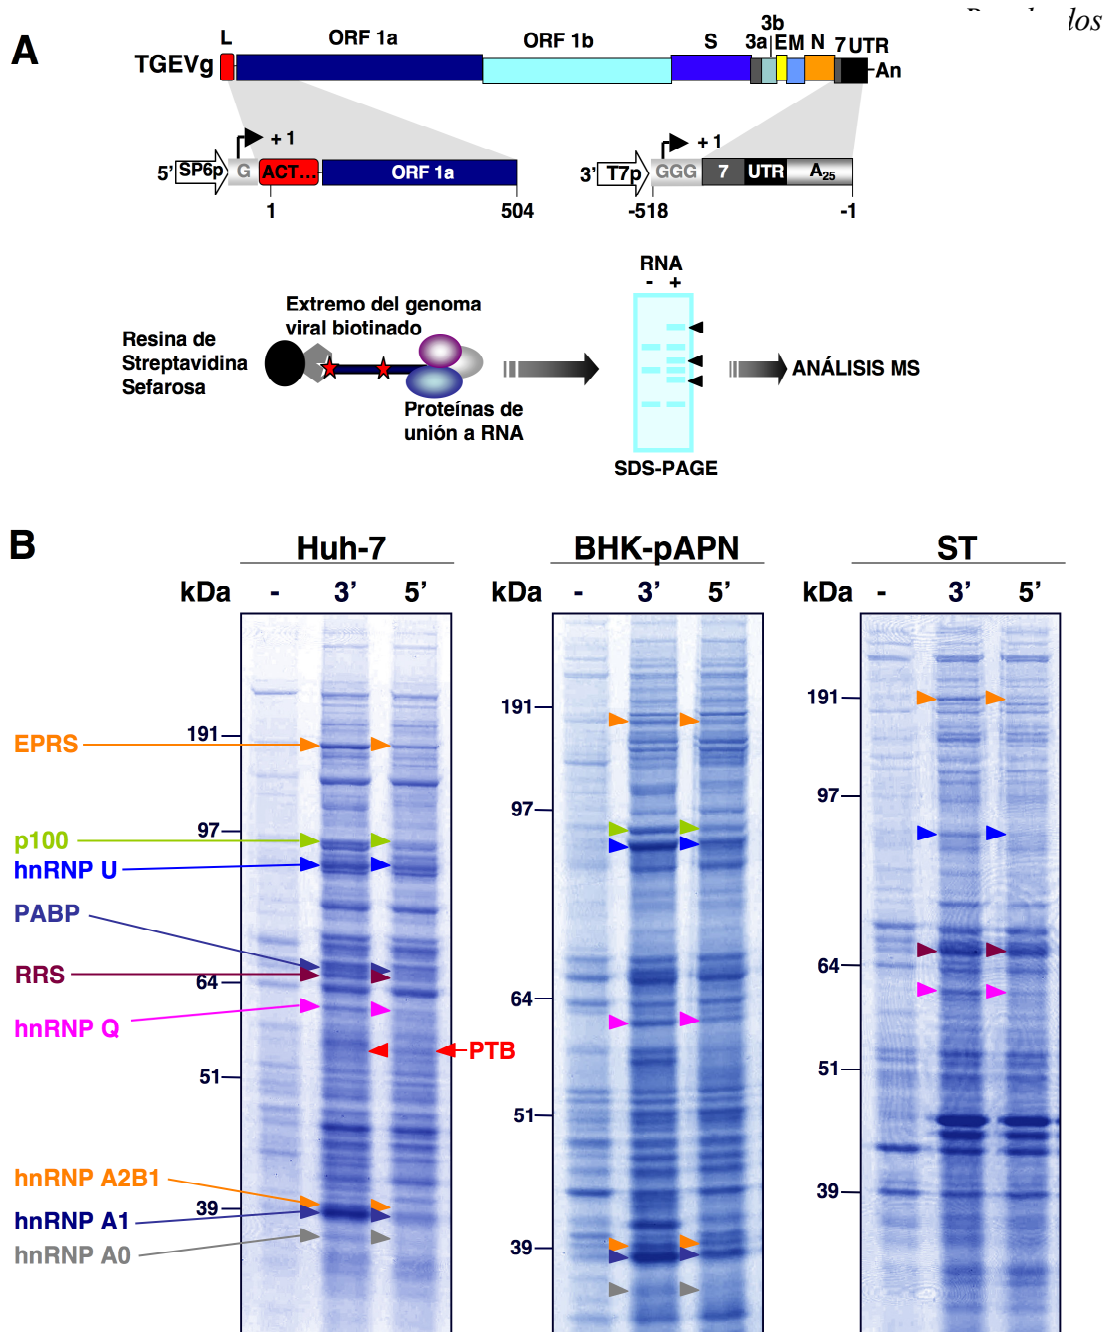 dos
A
L ORF 1a ORF 1b S 3a 3b E M N 7 UTR
TGEVg An
+ 1 + 1
5’ SP6p G ACT... ORF 1a 3’ T7p GGG 7 UTR A25
1 504 -518 -1
RNA
- +
Extremo del genoma
viral biotinado
Resina de
Streptavidina
Sefarosa
ANÁLISIS MS
Proteínas de
unión a RNA
SDS-PAGE
B
Huh-7 BHK-pAPN ST
kDa - 3’ 5’ kDa - 3’ 5’ kDa - 3’ 5’
191
EPRS
97
p100
hnRNP U
PABP
RRS
64
hnRNP Q
PTB
51
hnRNP A2B1
39
hnRNP A1
hnRNP A0
191
97
64
51
39
191
97
64
51
39